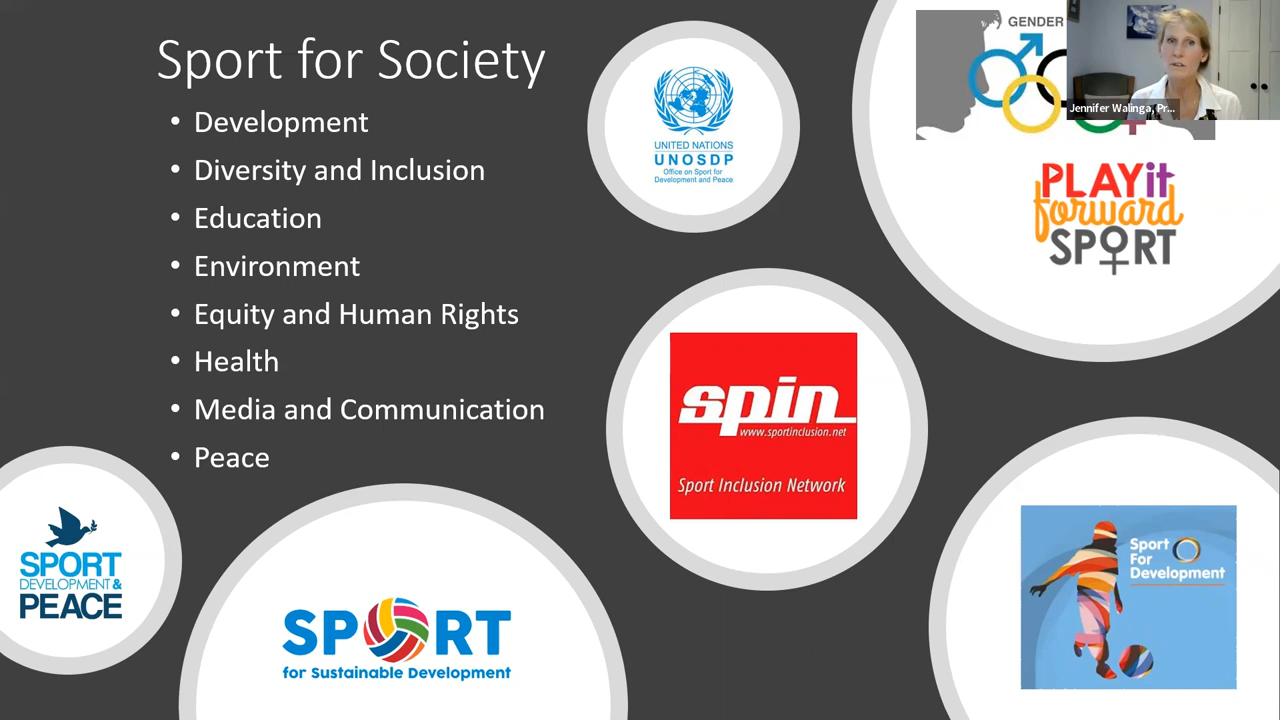 Sport for Society
• Development
• Diversity and Inclusion
• Education
• Environment
• Equity and Human Rights
• Health
• Media and Communication
• Peace
UNITED NATIONS
UNOSDP
Office on Sport for
Development and Peace
GENDER
Jennifer Walinga, Pr...
PLAYit
forward
SPORT
spin
www.sportinclusion.net
Sport Inclusion Network
SPORT
DEVELOPMENT &
PEACE
SPORT
for Sustainable Development
Sport
For
Development